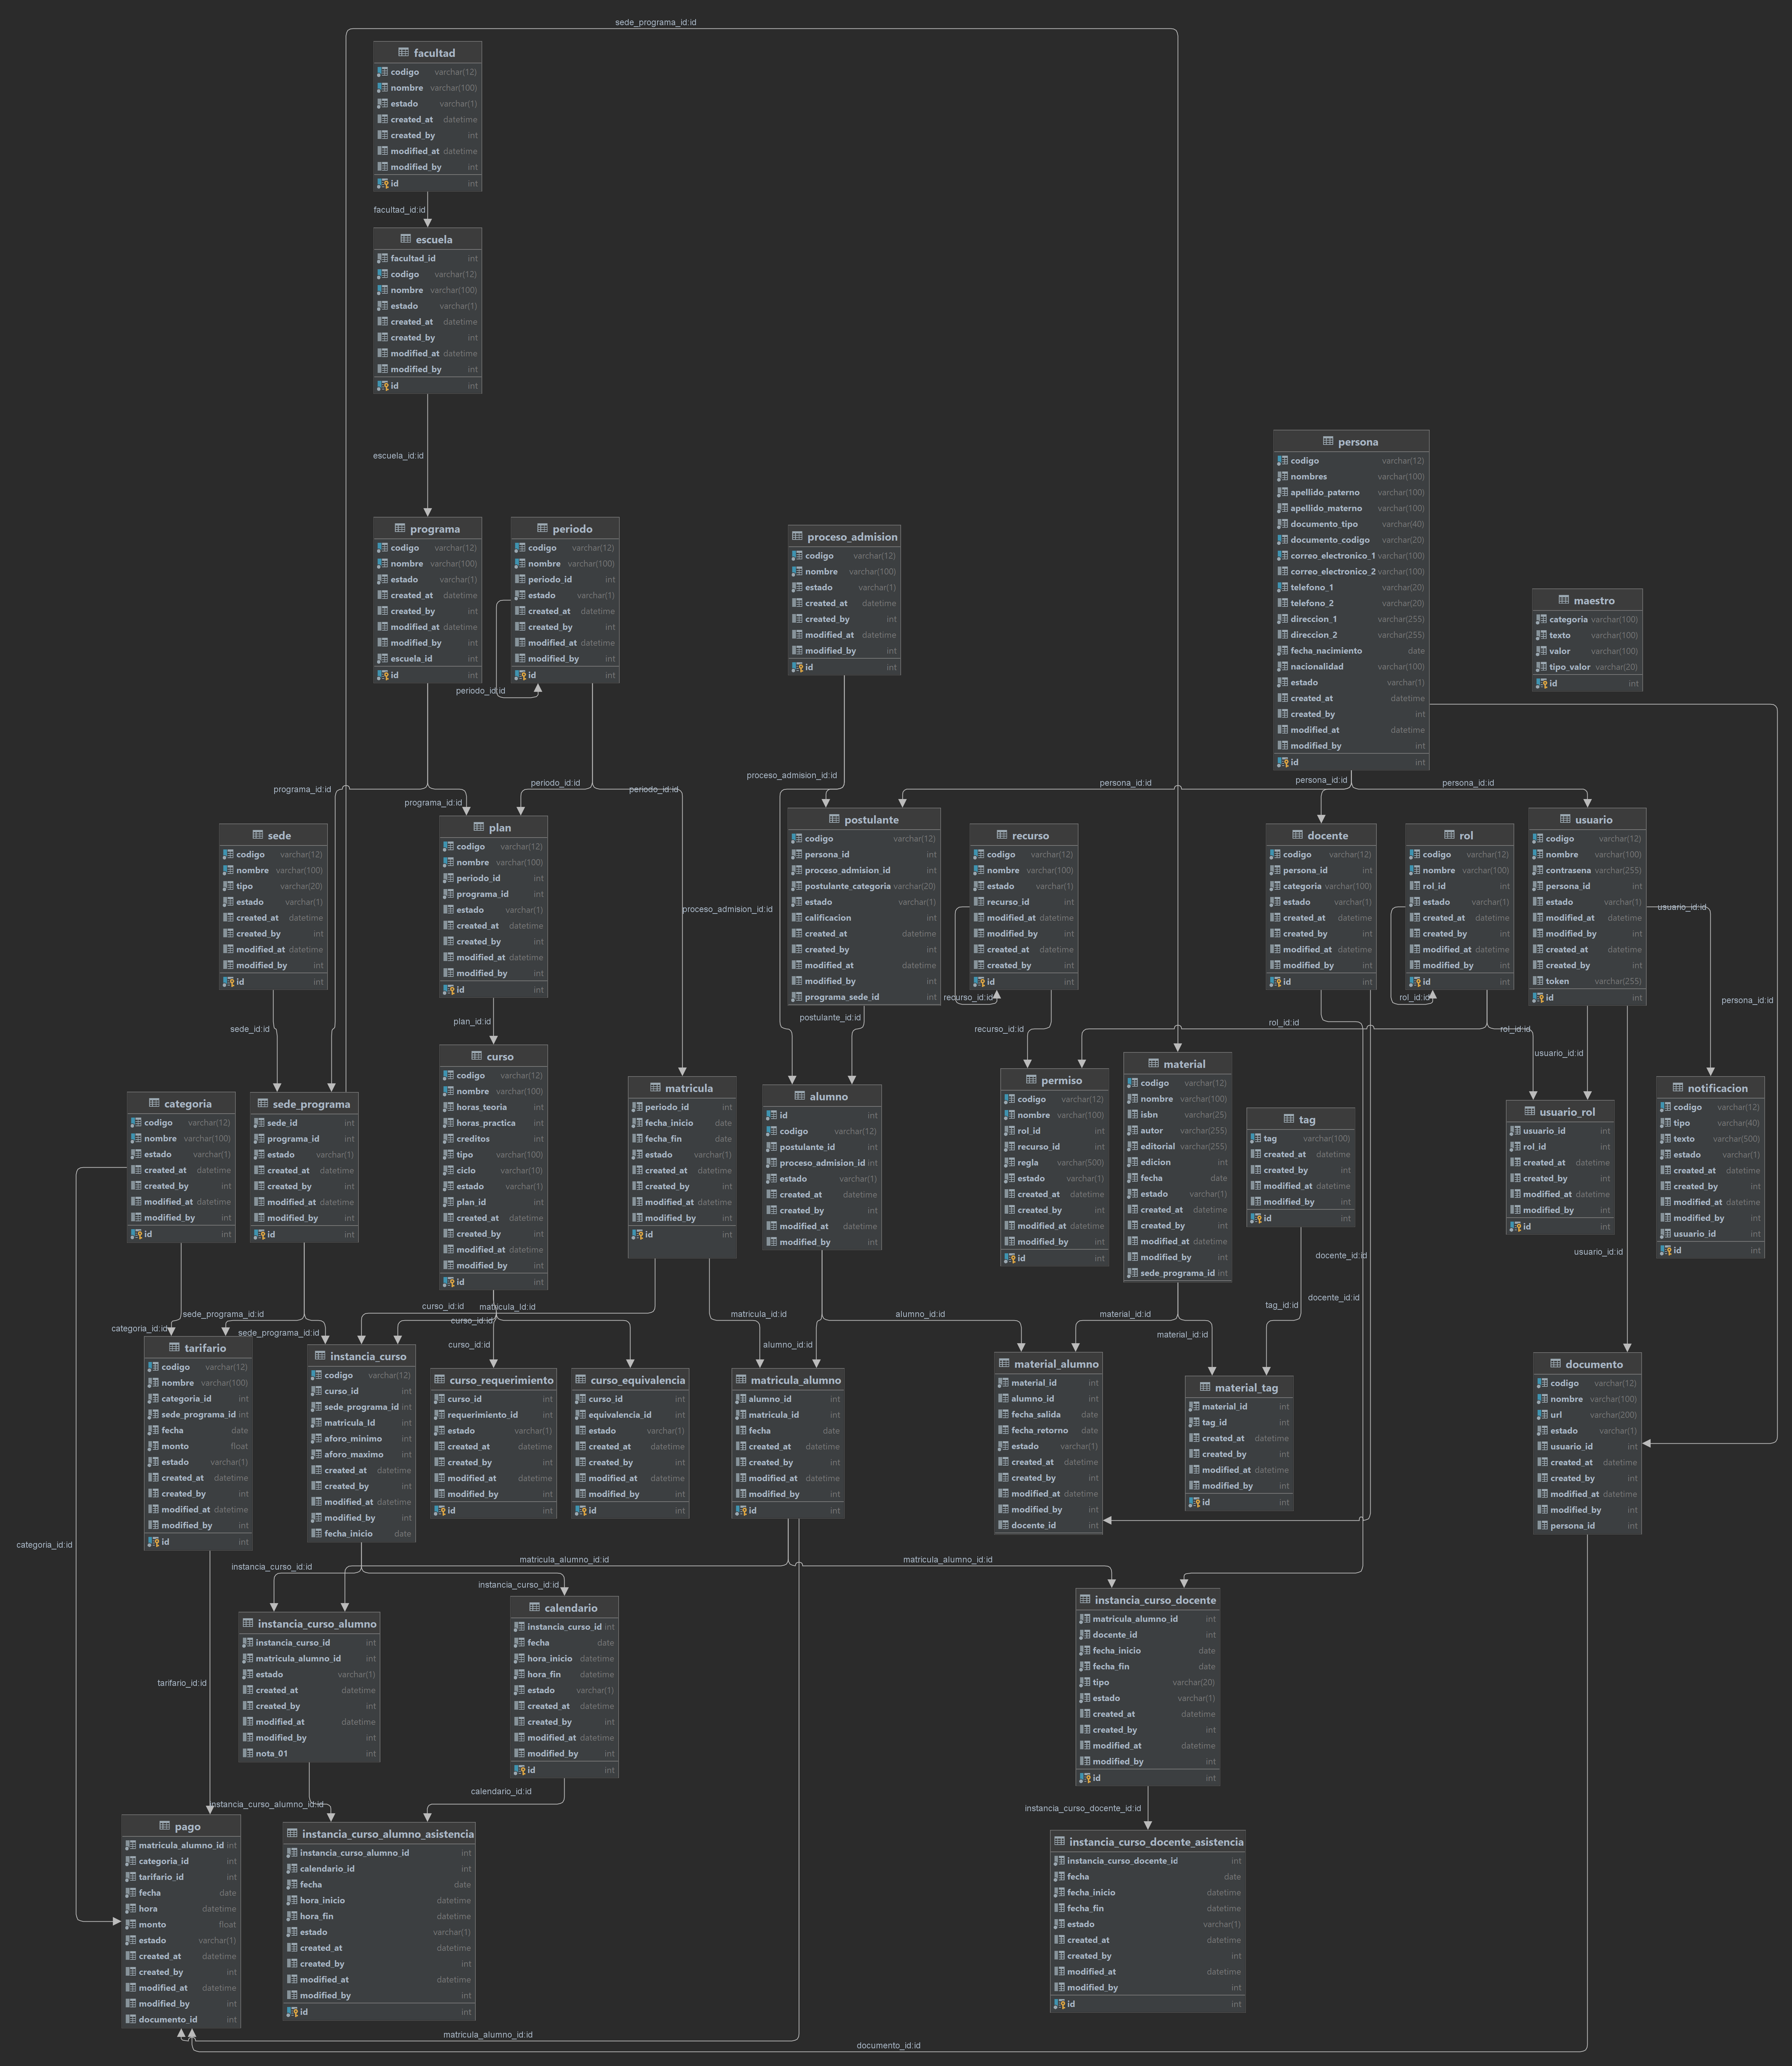 sede_programa_id:id
facultad
codigo varchar(12)
nombre varchar(100)
estado varchar(1)
created_at datetime
created_by int
modified_at datetime
modified_by int
id int
facultad_id:id
escuela
facultad_id int
codigo varchar(12)
nombre varchar(100)
estado varchar(1)
created_at datetime
created_by int
modified_at datetime
modified_by int
id int
escuela_id:id
persona
codigo varchar(12)
nombres varchar(100)
apellido_paterno varchar(100)
apellido_materno varchar(100)
documento_tipo varchar(40)
documento_codigo varchar(20)
correo_electronico_1 varchar(100)
correo_electronico_2 varchar(100)
telefono_1 varchar(20)
telefono_2 varchar(20)
direccion_1 varchar(255)
direccion_2 varchar(255)
fecha_nacimiento date
nacionalidad varchar(100)
estado varchar(1)
created_at datetime
created_by int
modified_at datetime
modified_by int
id int
programa
codigo varchar(12)
nombre varchar(100)
estado varchar(1)
created_at datetime
created_by int
modified_at datetime
modified_by int
escuela_id int
id int
periodo
codigo varchar(12)
nombre varchar(100)
periodo_id int
estado varchar(1)
created_at datetime
created_by int
modified_at datetime
modified_by int
id int
periodo_id:id
proceso_admision
codigo varchar(12)
nombre varchar(100)
estado varchar(1)
created_at datetime
created_by int
modified_at datetime
modified_by int
id int
maestro
categoria varchar(100)
texto varchar(100)
valor varchar(100)
tipo_valor varchar(20)
id int
programa_id:id
programa_id:id
periodo_id:id
periodo_id:id
proceso_admision_id:id
persona_id:id
persona_id:id
persona_id:id
sede
codigo varchar(12)
nombre varchar(100)
tipo varchar(20)
estado varchar(1)
created_at datetime
created_by int
modified_at datetime
modified_by int
id int
plan
codigo varchar(12)
nombre varchar(100)
periodo_id int
programa_id int
estado varchar(1)
created_at datetime
created_by int
modified_at datetime
modified_by int
id int
proceso_admision_id:id
postulante
codigo varchar(12)
persona_id int
proceso_admision_id int
postulante_categoria varchar(20)
estado varchar(1)
calificacion int
created_at datetime
created_by int
modified_at datetime
modified_by int
programa_sede_id int
recurso
codigo varchar(12)
nombre varchar(100)
estado varchar(1)
recurso_id int
modified_at datetime
modified_by int
created_at datetime
created_by int
id int
recurso_id:id
docente
codigo varchar(12)
persona_id int
categoria varchar(100)
estado varchar(1)
created_at datetime
created_by int
modified_at datetime
modified_by int
id int
rol
codigo varchar(12)
nombre varchar(100)
rol_id int
estado varchar(1)
created_at datetime
created_by int
modified_at datetime
modified_by int
id int
rol_id:id
usuario
codigo varchar(12)
nombre varchar(100)
contrasena varchar(255)
persona_id int
estado varchar(1)
modified_at datetime
modified_by int
created_at datetime
created_by int
token varchar(255)
id int
usuario_id:id
persona_id:id
sede_id:id
plan_id:id
postulante_id:id
recurso_id:id
rol_id:id
rol_id:id
usuario_id:id
categoria
codigo varchar(12)
nombre varchar(100)
estado varchar(1)
created_at datetime
created_by int
modified_at datetime
modified_by int
id int
sede_programa
sede_id int
programa_id int
estado varchar(1)
created_at datetime
created_by int
modified_at datetime
modified_by int
id int
curso
codigo varchar(12)
nombre varchar(100)
horas_teoria int
horas_practica int
creditos int
tipo varchar(100)
ciclo varchar(10)
estado varchar(1)
plan_id int
created_at datetime
created_by int
modified_at datetime
modified_by int
id int
matricula
periodo_id int
fecha_inicio date
fecha_fin date
estado varchar(1)
created_at datetime
created_by int
modified_at datetime
modified_by int
id int
alumno
id int
codigo varchar(12)
postulante_id int
proceso_admision_id int
estado varchar(1)
created_at datetime
created_by int
modified_at datetime
modified_by int
permiso
codigo varchar(12)
nombre varchar(100)
rol_id int
recurso_id int
regla varchar(500)
estado varchar(1)
created_at datetime
created_by int
modified_at datetime
modified_by int
id int
material
codigo varchar(12)
nombre varchar(100)
isbn varchar(25)
autor varchar(255)
editorial varchar(255)
edicion int
fecha date
estado varchar(1)
created_at datetime
created_by int
modified_at datetime
modified_by int
sede_programa_id int
tag
tag varchar(100)
created_at datetime
created_by int
modified_at datetime
modified_by int
id int
usuario_rol
usuario_id int
rol_id int
created_at datetime
created_by int
modified_at datetime
modified_by int
id int
notificacion
codigo varchar(12)
tipo varchar(40)
texto varchar(500)
estado varchar(1)
created_at datetime
created_by int
modified_at datetime
modified_by int
usuario_id int
id int
docente_id:id
docente_id:id
usuario_id:id
categoria_id:id
sede_programa_id:id
sede_programa_id:id
curso_id:id
matricula_Id:id
curso_id:id
curso_id:id
matricula_id:id
alumno_id:id
alumno_id:id
material_id:id
material_id:id
tag_id:id
tarifario
codigo varchar(12)
nombre varchar(100)
categoria_id int
sede_programa_id int
fecha date
monto float
estado varchar(1)
created_at datetime
created_by int
modified_at datetime
modified_by int
id int
instancia_curso
codigo varchar(12)
curso_id int
sede_programa_id int
matricula_Id int
aforo_minimo int
aforo_maximo int
created_at datetime
created_by int
modified_at datetime
modified_by int
fecha_inicio date
curso_requerimiento
curso_id int
requerimiento_id int
estado varchar(1)
created_at datetime
created_by int
modified_at datetime
modified_by int
id int
curso_equivalencia
curso_id int
equivalencia_id int
estado varchar(1)
created_at datetime
created_by int
modified_at datetime
modified_by int
id int
matricula_alumno
alumno_id int
matricula_id int
fecha date
created_at datetime
created_by int
modified_at datetime
modified_by int
id int
material_alumno
material_id int
alumno_id int
fecha_salida date
fecha_retorno date
estado varchar(1)
created_at datetime
created_by int
modified_at datetime
modified_by int
docente_id int
material_tag
material_id int
tag_id int
created_at datetime
created_by int
modified_at datetime
modified_by int
id int
documento
codigo varchar(12)
nombre varchar(100)
url varchar(200)
estado varchar(1)
usuario_id int
created_at datetime
created_by int
modified_at datetime
modified_by int
persona_id int
categoria_id:id
instancia_curso_id:id
matricula_alumno_id:id
instancia_curso_id:id
matricula_alumno_id:id
instancia_curso_alumno
instancia_curso_id int
matricula_alumno_id int
estado varchar(1)
created_at datetime
created_by int
modified_at datetime
modified_by int
nota_01 int
calendario
instancia_curso_id int
fecha date
hora_inicio datetime
hora_fin datetime
estado varchar(1)
created_at datetime
created_by int
modified_at datetime
modified_by int
id int
instancia_curso_docente
matricula_alumno_id int
docente_id int
fecha_inicio date
fecha_fin date
tipo varchar(20)
estado varchar(1)
created_at datetime
created_by int
modified_at datetime
modified_by int
id int
tarifario_id:id
instancia_curso_alumno_id:id
calendario_id:id
instancia_curso_docente_id:id
pago
matricula_alumno_id int
categoria_id int
tarifario_id int
fecha date
hora datetime
monto float
estado varchar(1)
created_at datetime
created_by int
modified_at datetime
modified_by int
documento_id int
instancia_curso_alumno_asistencia
instancia_curso_alumno_id int
calendario_id int
fecha date
hora_inicio datetime
hora_fin datetime
estado varchar(1)
created_at datetime
created_by int
modified_at datetime
modified_by int
id int
instancia_curso_docente_asistencia
instancia_curso_docente_id int
fecha date
fecha_inicio datetime
fecha_fin datetime
estado varchar(1)
created_at datetime
created_by int
modified_at datetime
modified_by int
id int
matricula_alumno_id:id
documento_id:id